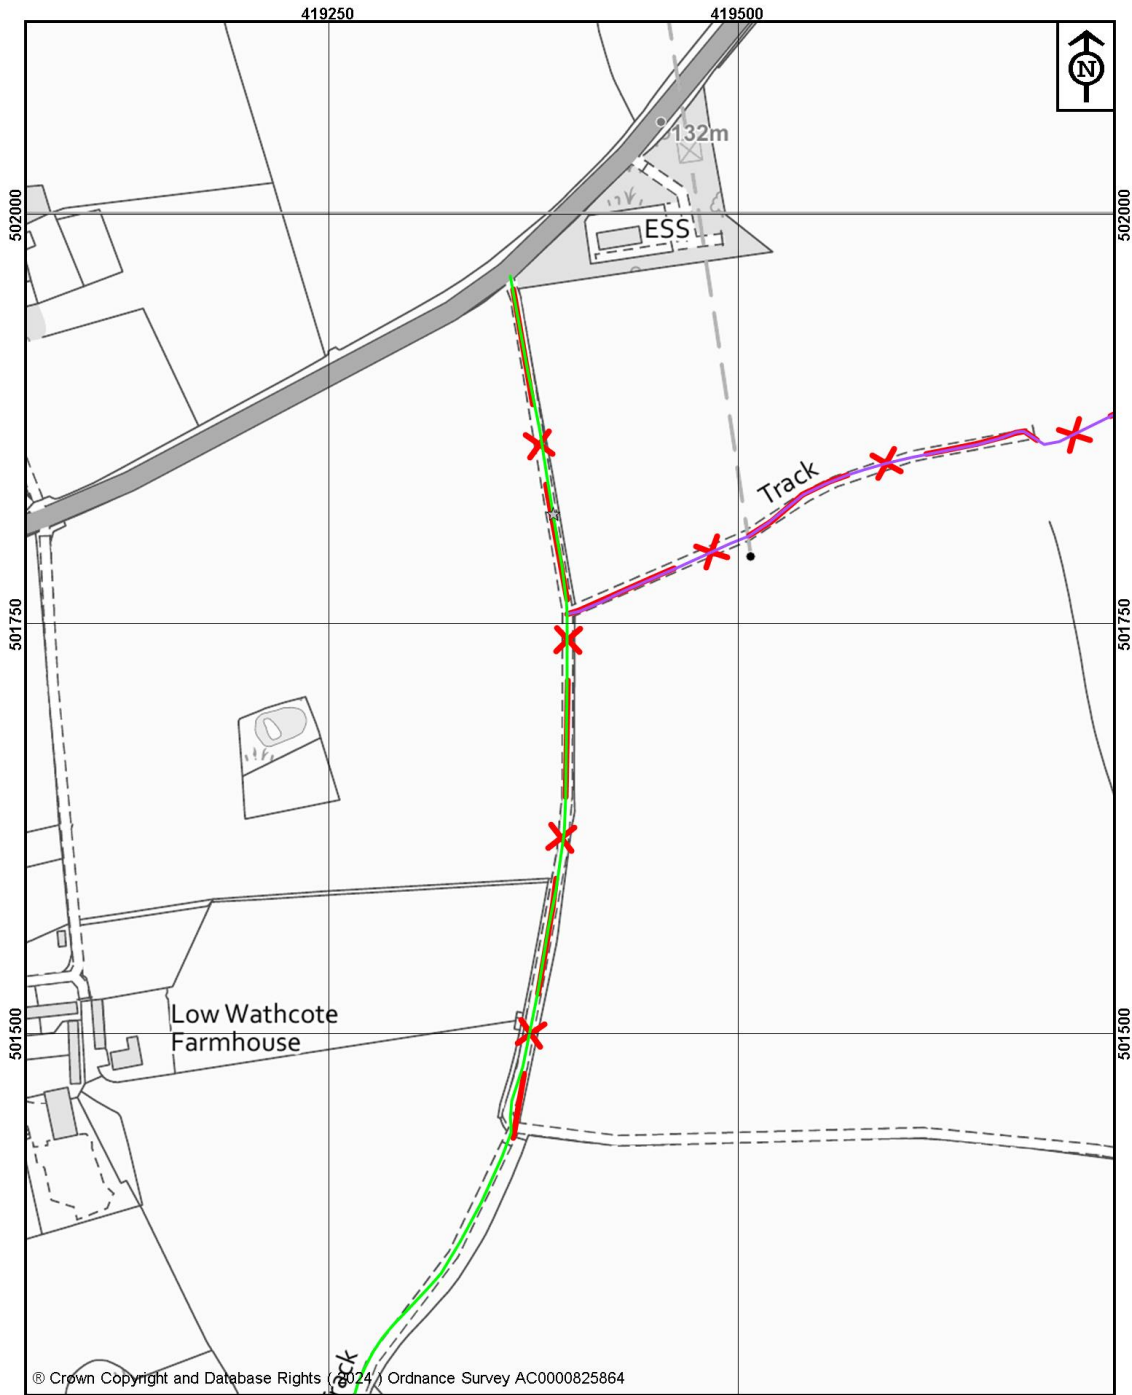 419250
419500
N
132m
502000
502000
ESS
Track
501750
501750
Low Wathcote
Farmhouse
501500
501500
® Crown Copyright and Database Rights ( 2024 ) Ordnance Survey AC0000825864